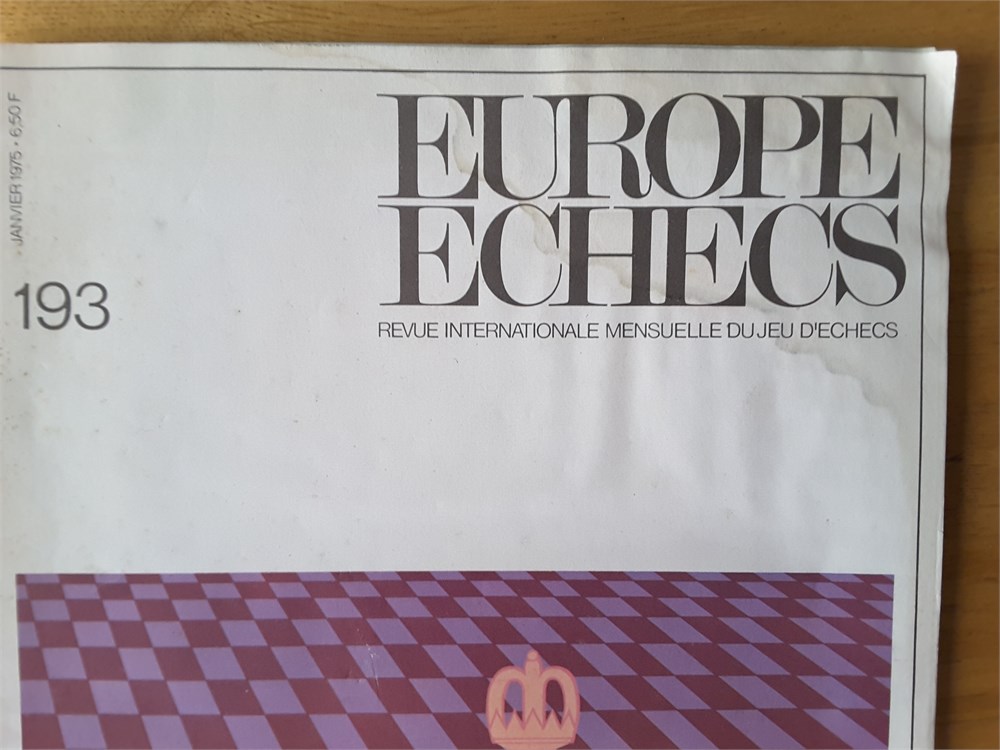 JANVIER 1975 • 6,50 F
193
EUROPE
ECHECS
REVUE INTERNATIONALE MENSUELLE DU JEU D'ECHECS